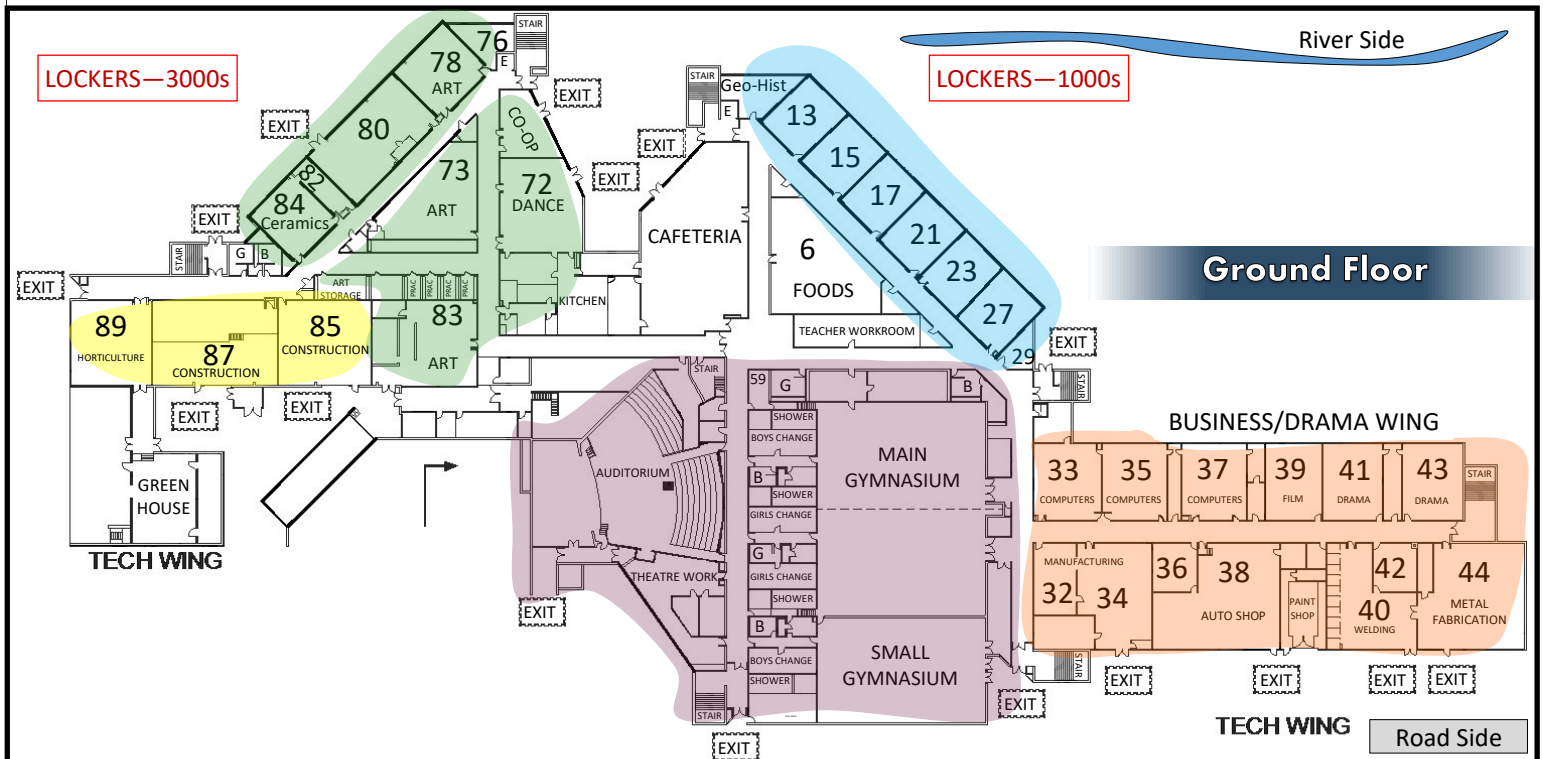 STAIR
76
E
78
ART
River Side
LOCKERS—3000s
LOCKERS—1000s
STAIR
Geo-Hist
E
EXIT
CO-OP
13
80
EXIT
EXIT
15
82
73
ART
EXIT
72
DANCE
17
84
Ceramics
EXIT
CAFETERIA
6
FOODS
21
STAIR
G
B
23
Ground Floor
EXIT
ART
STORAGE
PRAC
PRAC
PRAC
PRAC
KITCHEN
27
89
HORTICULTURE
87
CONSTRUCTION
85
CONSTRUCTION
83
ART
TEACHER WORKROOM
29
EXIT
EXIT
EXIT
STAIR
59
G
B
STAIR
SHOWER
BOYS CHANGE
BUSINESS/DRAMA WING
AUDITORIUM
MAIN
GYMNASIUM
B
SHOWER
GIRLS CHANGE
33
COMPUTERS
35
COMPUTERS
37
COMPUTERS
39
FILM
41
DRAMA
43
DRAMA
STAIR
GREEN
HOUSE
TECH WING
G
GIRLS CHANGE
SHOWER
THEATRE WORK
EXIT
MANUFACTURING
32
34
36
38
AUTO SHOP
PAINT
SHOP
40
WELDING
42
44
METAL
FABRICATION
B
BOYS CHANGE
SHOWER
SMALL
GYMNASIUM
STAIR
EXIT
STAIR
EXIT
EXIT
EXIT
EXIT
EXIT
TECH WING
Road Side